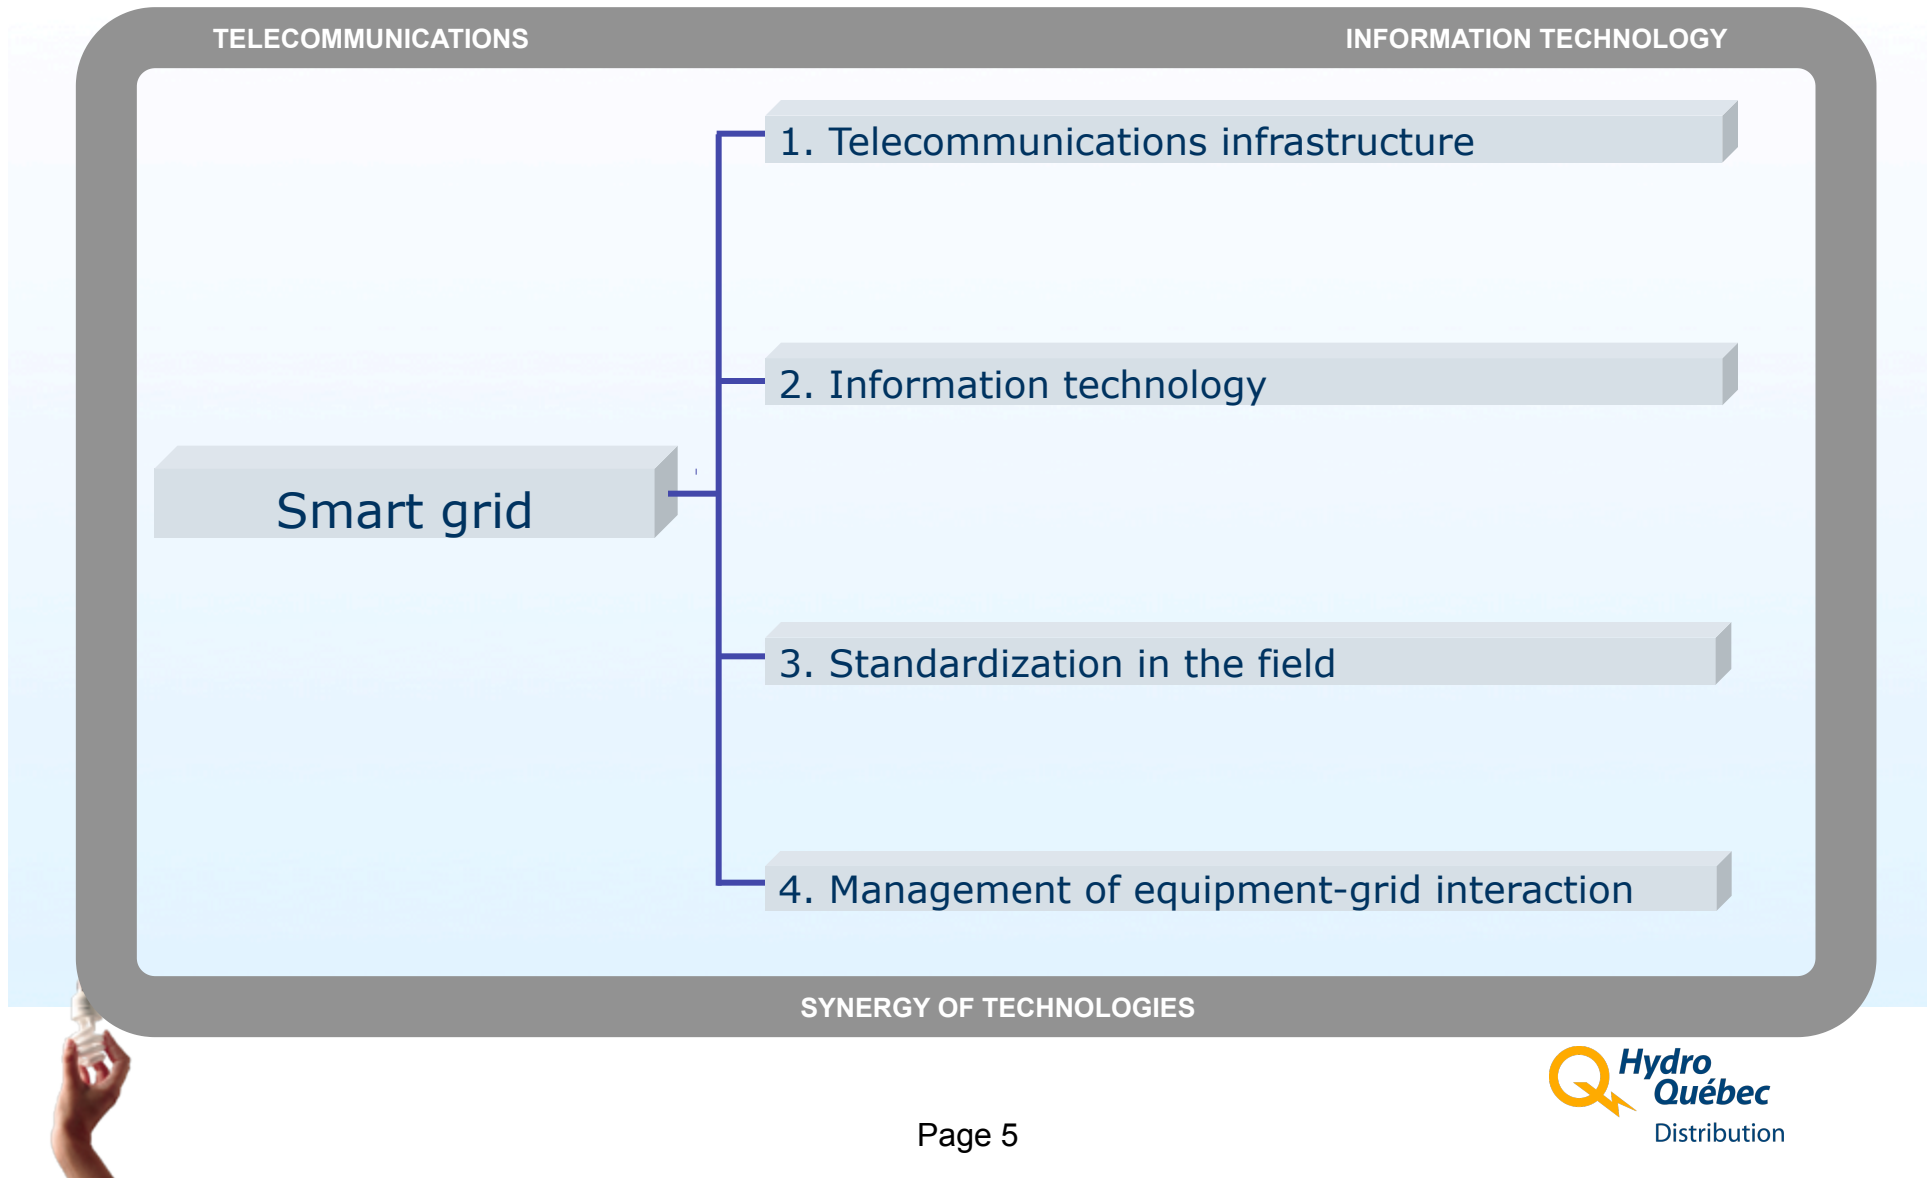 TELECOMMUNICATIONS
INFORMATION TECHNOLOGY
1. Telecommunications infrastructure
2. Information technology
Smart grid
3. Standardization in the field
4. Management of equipment-grid interaction
SYNERGY OF TECHNOLOGIES
Hydro
Québec
Distribution
Page 5